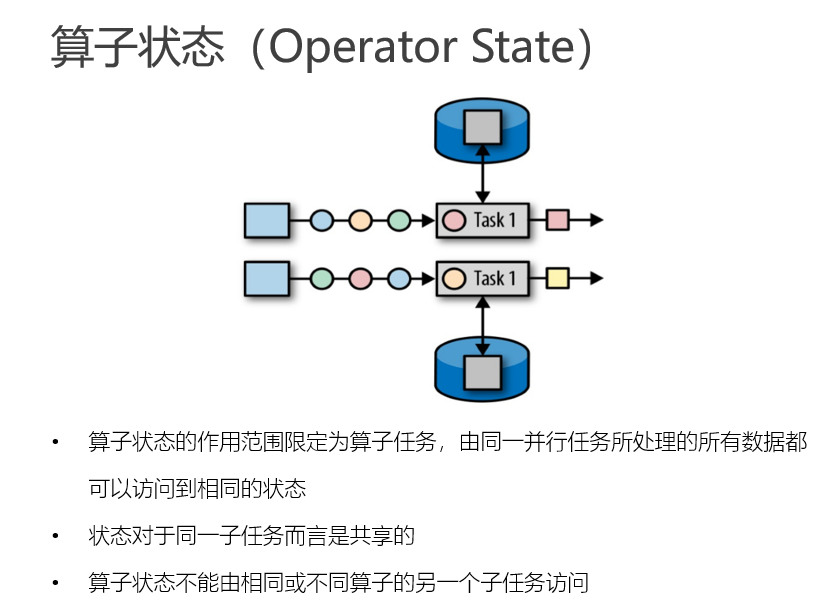 算子状态（Operator State）
Task 1
Task 1
• 算子状态的作用范围限定为算子任务，由同一并行任务所处理的所有数据都
可以访问到相同的状态
• 状态对于同一子任务而言是共享的
• 算子状态不能由相同或不同算子的另一个子任务访问